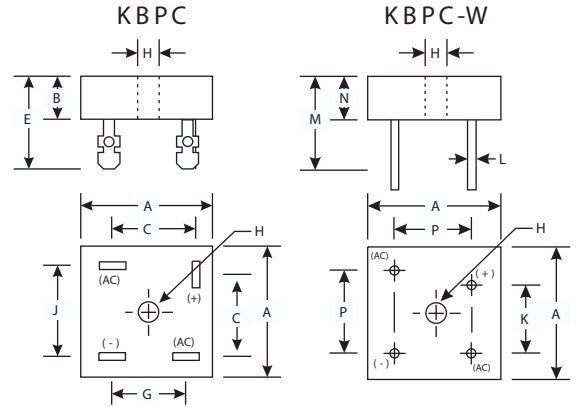 KBPC
KBPC-W
H
H
B
E
N
M
L
A
C
H
A
P
H
(AC)
(+)
J
C
A
(-)
(AC)
G
(AC)
(+)
P
K
A
(-)
(AC)